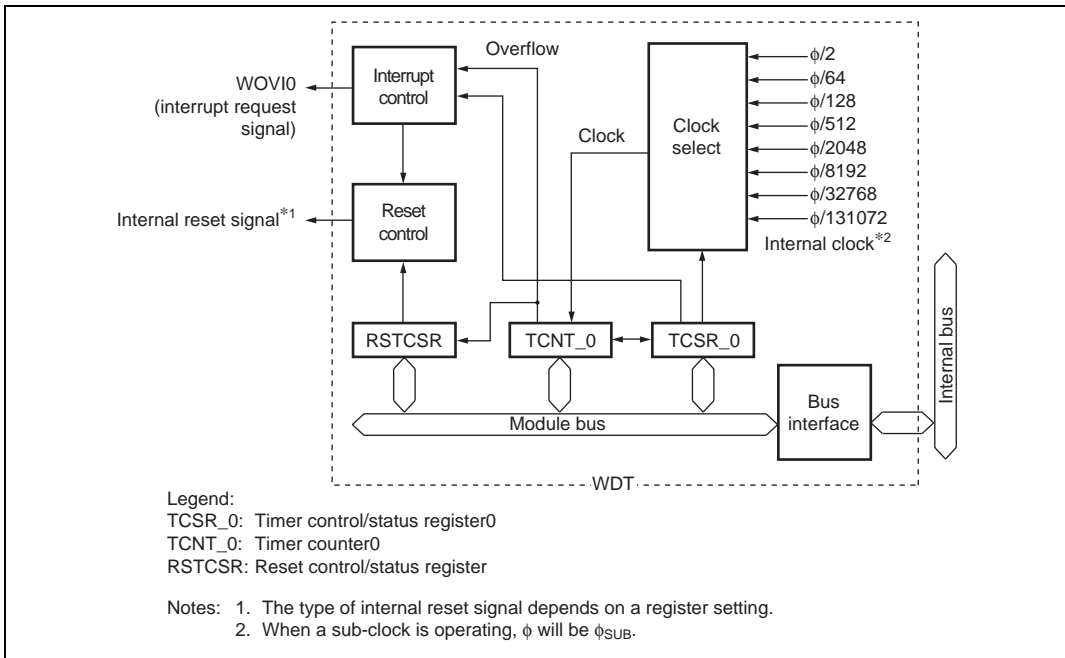 Overflow
Interrupt
control
WOVI0
(interrupt request
signal)
Clock
Clock
select
ϕ/2
ϕ/64
ϕ/128
ϕ/512
ϕ/2048
ϕ/8192
ϕ/32768
ϕ/131072
Internal clock*2
Internal reset signal*1
Reset
control
RSTCSR
TCNT_0
TCSR_0
Module bus
Bus
interface
Internal bus
WDT
Legend:
TCSR_0: Timer control/status register0
TCNT_0: Timer counter0
RSTCSR: Reset control/status register
Notes: 1. The type of internal reset signal depends on a register setting.
2. When a sub-clock is operating, ϕ will be ϕSUB.